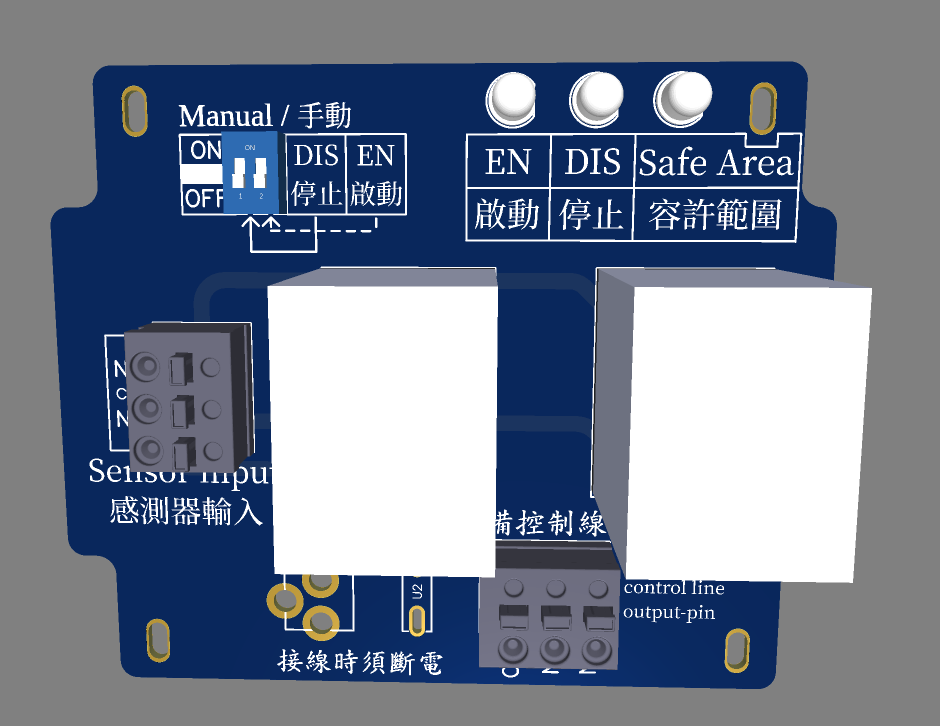 Manual / 手動
ON
OFF
ON
1 2
DIS EN
停止 啟動
EN DIS Safe Area
啟動 停止 容許範圍
N
C
N
Sensor Input
感測器輸入
備控制線
control line
output-pin
U2
接線時須斷電